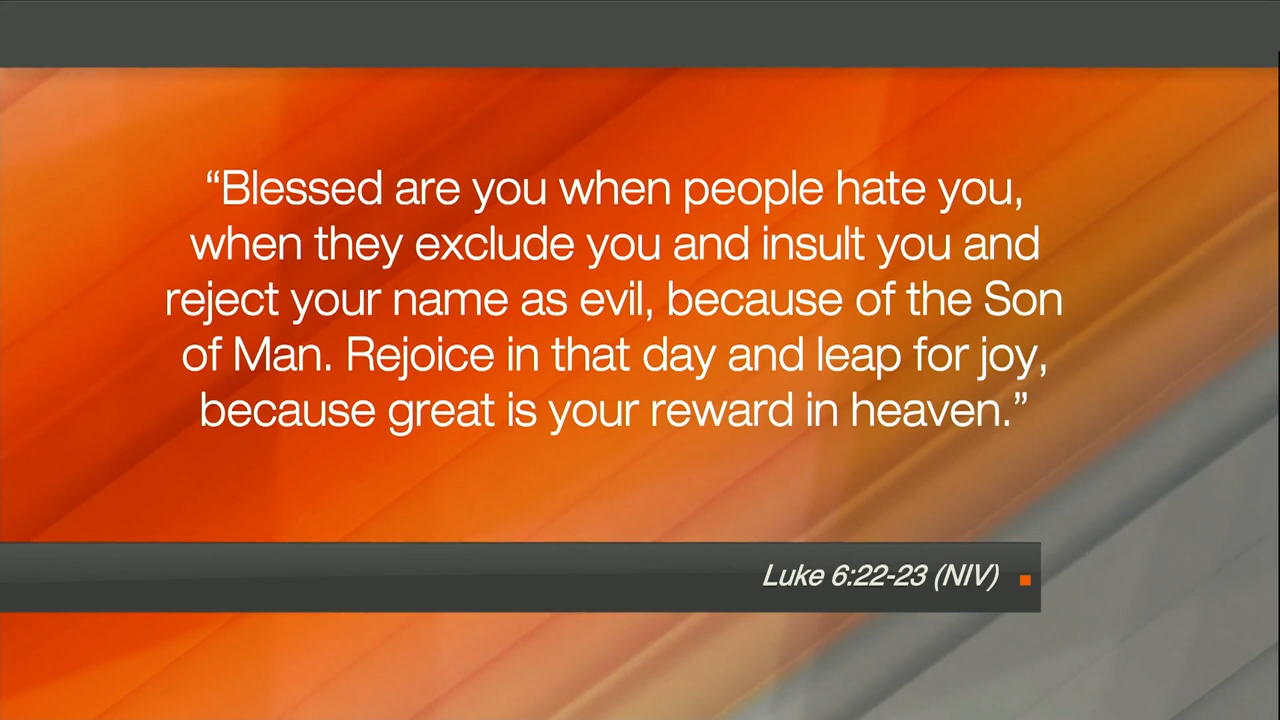 “Blessed are you when people hate you,
when they exclude you and insult you and
reject your name as evil, because of the Son
of Man. Rejoice in that day and leap for joy,
because great is your reward in heaven.”
Luke 6:22-23 (NIV)